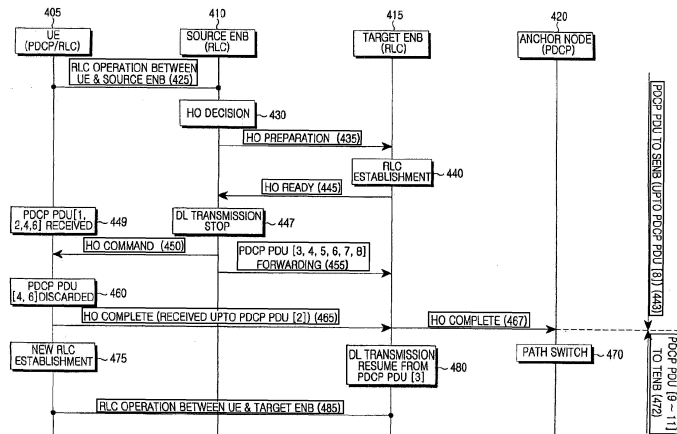 405
UE
(PDCP/RLC)
410
SOURCE ENB
(RLC)
415
TARGET ENB
(RLC)
420
ANCHOR NODE
(PDCP)
RLC OPERATION BETWEEN
UE & SOURCE ENB (425)
HO DECISION
430
HO PREPARATION (435)
RLC
ESTABLISHMENT
440
HO READY (445)
PDCP PDU TO SENB (UPTO PDCP PDU [8]) (443)
PDCP PDU[1,
2,4,6] RECEIVED
449
DL TRANSMISSION
STOP
447
HO COMMAND (450)
PDCP PDU [3, 4, 5, 6, 7, 8]
FORWARDING (455)
PDCP PDU
[4, 6]DISCARDED
460
HO COMPLETE (RECEIVED UPTO PDCP PDU [2]) (465)
HO COMPLETE (467)
NEW RLC
ESTABLISHMENT
475
DL TRANSMISSION
RESUME FROM
PDCP PDU [3]
480
PATH SWITCH
470
PDCP PDU [9 ~ 11]
TO TENB (472)
RLC OPERATION BETWEEN UE & TARGET ENB (485)